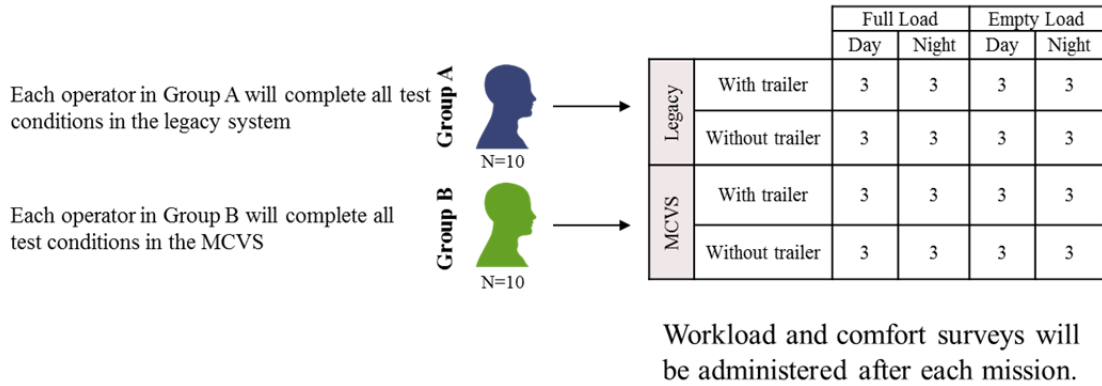 Full Load Empty Load
Day Night Day Night
Each operator in Group A will complete all test
conditions in the legacy system
Group A
N=10
Legacy
With trailer 3 3 3 3
Without trailer 3 3 3 3
Each operator in Group B will complete all
test conditions in the MCVS
Group B
N=10
MCVS
With trailer 3 3 3 3
Without trailer 3 3 3 3
Workload and comfort surveys will
be administered after each mission.